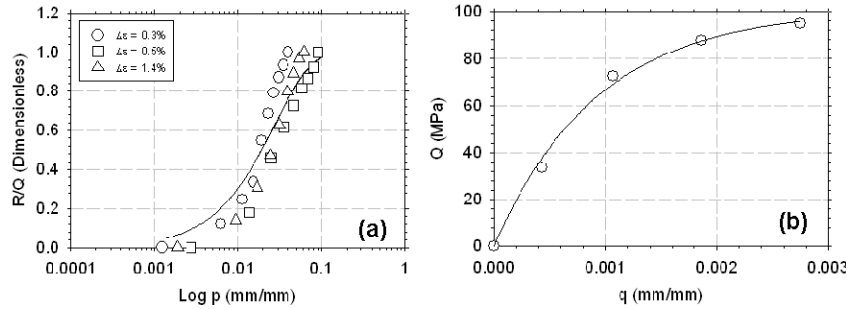 1.2
1.0
0.8
0.6
0.4
0.2
0.0
R/Q (Dimensionless)
Δε = 0.3%
Δε = 0.6%
Δε = 1.4%
(a)
0.0001 0.001 0.01 0.1 1
Log p (mm/mm)
100
80
60
40
20
0
Q (MPa)
(b)
0.000 0.001 0.002 0.003
q (mm/mm)